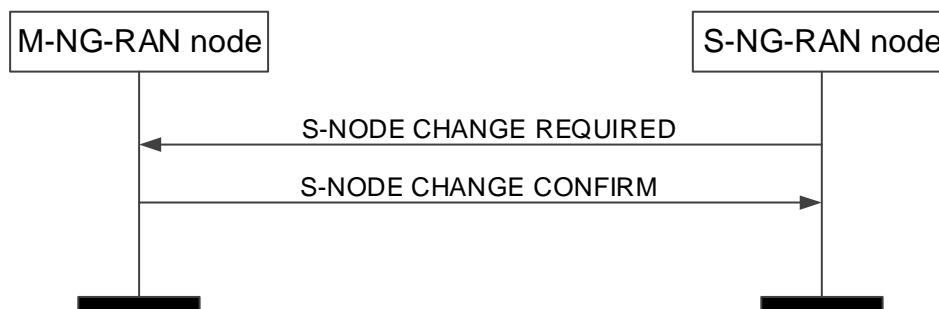 M-NG-RAN node
S-NG-RAN node
S-NODE CHANGE REQUIRED
S-NODE CHANGE CONFIRM